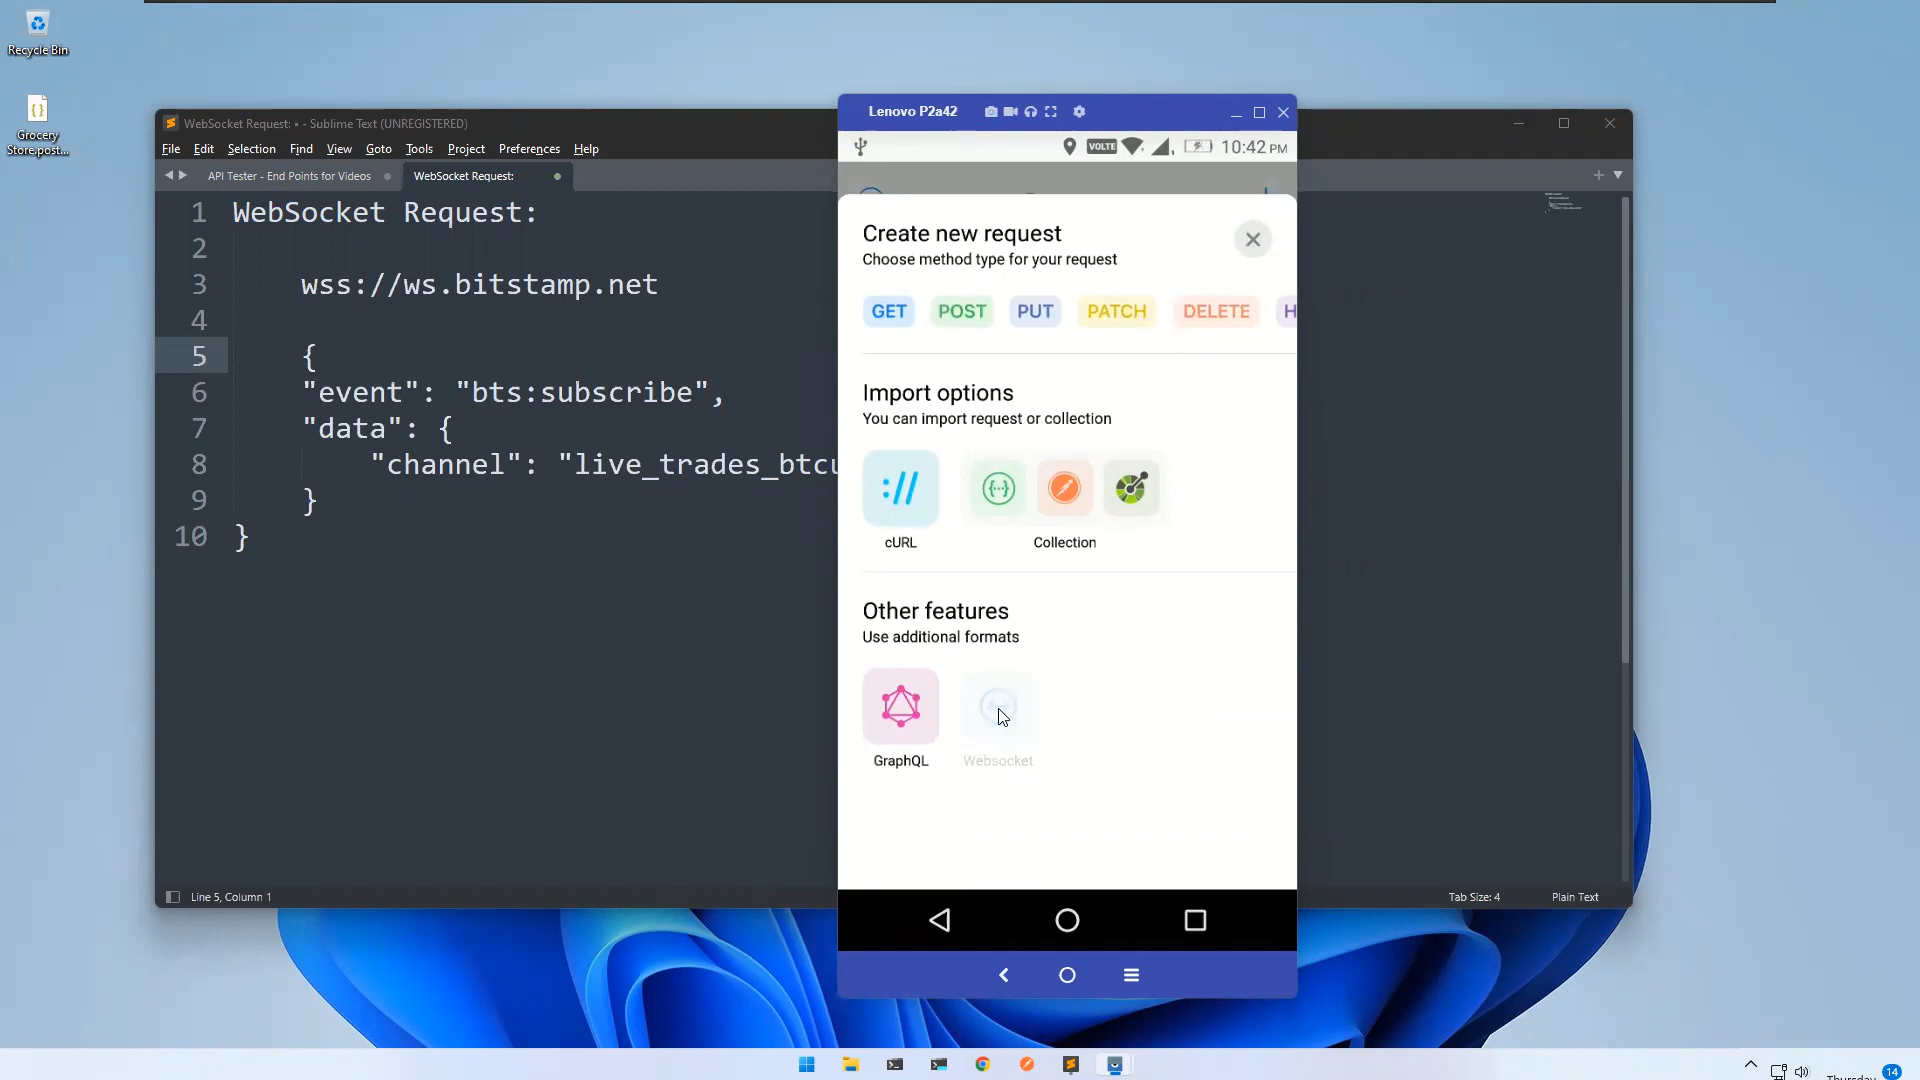 Recycle Bin
Grocery
Store.post...
WebSocket Request: • - Sublime Text (UNREGISTERED)
File Edit Selection Find View Goto Tools Project Preferences Help
API Tester - End Points for Videos
WebSocket Request:
1 WebSocket Request:
2
3 wss://ws.bitstamp.net
4
5 {
6 "event": "bts:subscribe",
7 "data": {
8 "channel": "live_trades_btcu
9 }
10 }
Line 5, Column 1
Tab Size: 4
Plain Text
Lenovo P2a42
VOLTE
10:42 PM
Create new request
Choose method type for your request
GET POST PUT PATCH DELETE H
Import options
You can import request or collection
://
cURL
Collection
Other features
Use additional formats
GraphQL
Websocket
Thursday
14